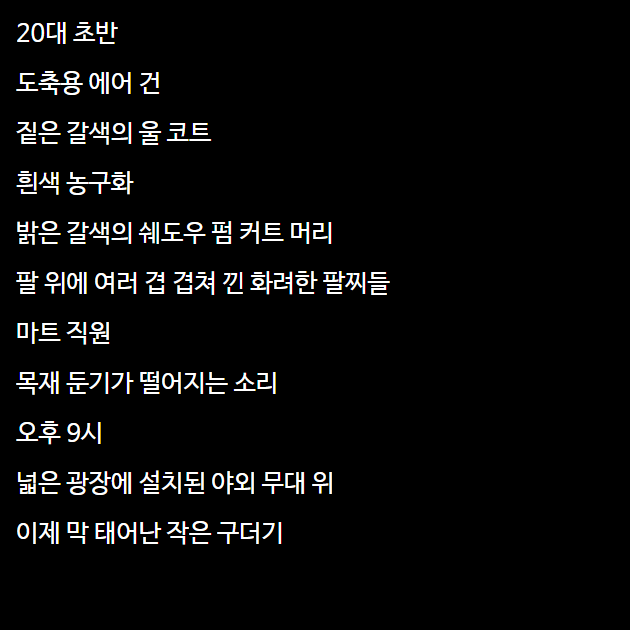 20대 초반
도축용 에어 건
짙은 갈색의 울 코트
흰색 농구화
밝은 갈색의 쉐도우 펌 커트 머리
팔 위에 여러 겹 겹쳐 낀 화려한 팔찌들
마트 직원
목재 둔기가 떨어지는 소리
오후 9시
넓은 광장에 설치된 야외 무대 위
이제 막 태어난 작은 구더기